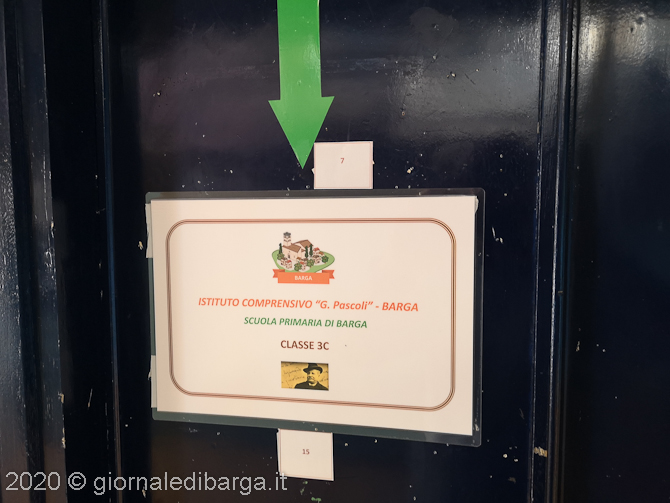 7
BARGA
ISTITUTO COMPRENSIVO “G. Pascoli” - BARGA
SCUOLA PRIMARIA DI BARGA
CLASSE 3C
15
2020 © giornaledibarga.it